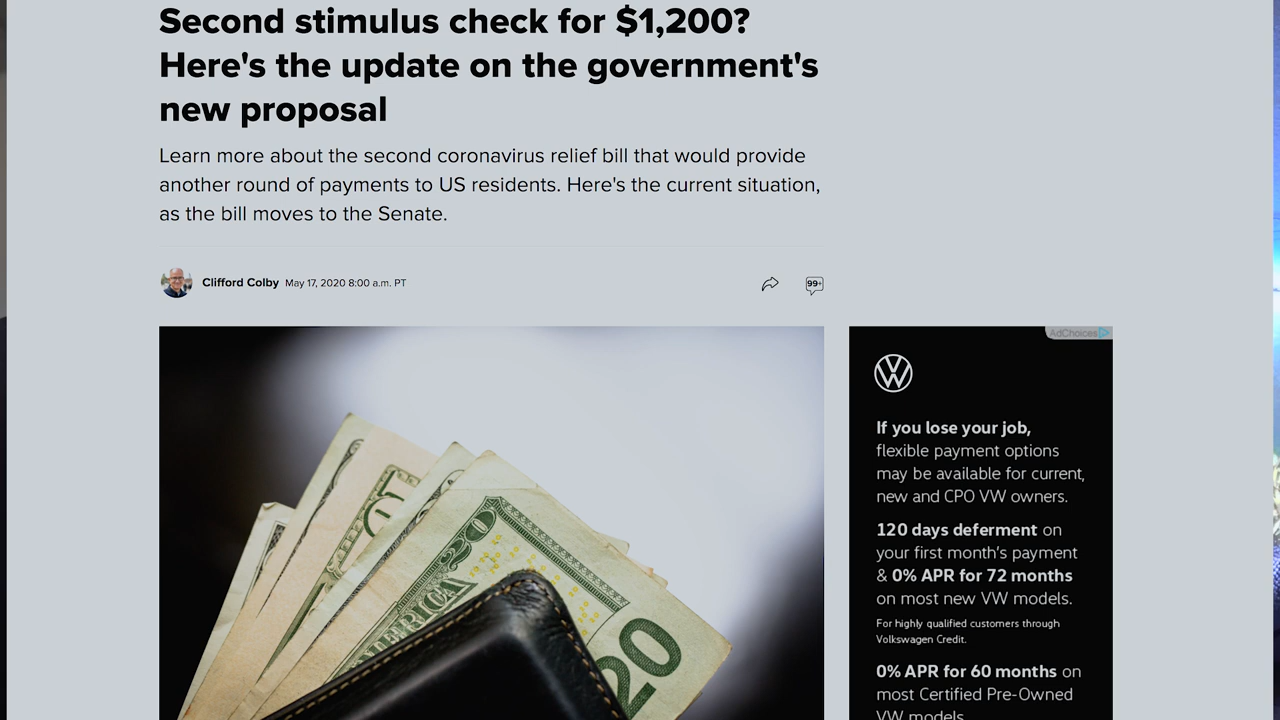 Second stimulus check for $1,200?
Here's the update on the government's
new proposal
Learn more about the second coronavirus relief bill that would provide
another round of payments to US residents. Here's the current situation,
as the bill moves to the Senate.
Clifford Colby May 17, 2020 8:00 a.m. PT
99+
AdChoices
If you lose your job,
flexible payment options
may be available for current,
new and CPO VW owners.
120 days deferment on
your first month's payment
& 0% APR for 72 months
on most new VW models.
For highly qualified customers through
Volkswagen Credit.
0% APR for 60 months on
most Certified Pre-Owned
VW models
20
20